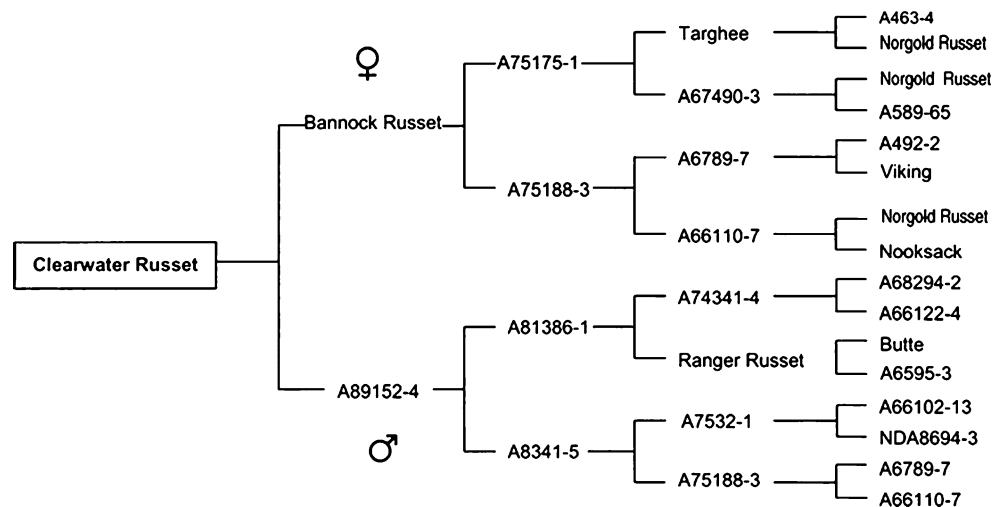 Clearwater Russet
♀
Bannock Russet
A89152-4
♂
A75175-1
A75188-3
A81386-1
A8341-5
Targhee
A67490-3
A6789-7
A66110-7
A74341-4
Ranger Russet
A7532-1
A75188-3
A463-4
Norgold Russet
Norgold Russet
A589-65
A492-2
Viking
Norgold Russet
Nooksack
A68294-2
A66122-4
Butte
A6595-3
A66102-13
NDA8694-3
A6789-7
A66110-7